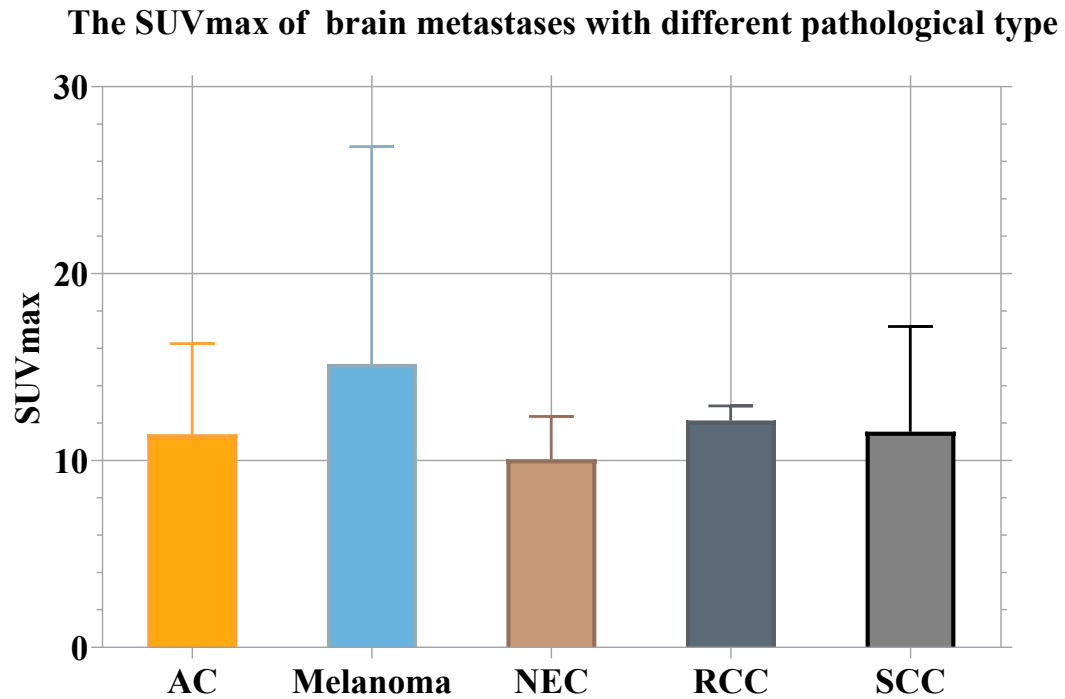 The SUVmax of  brain metastases with different pathological type
30
20
10
0
SUVmax
AC Melanoma NEC RCC SCC